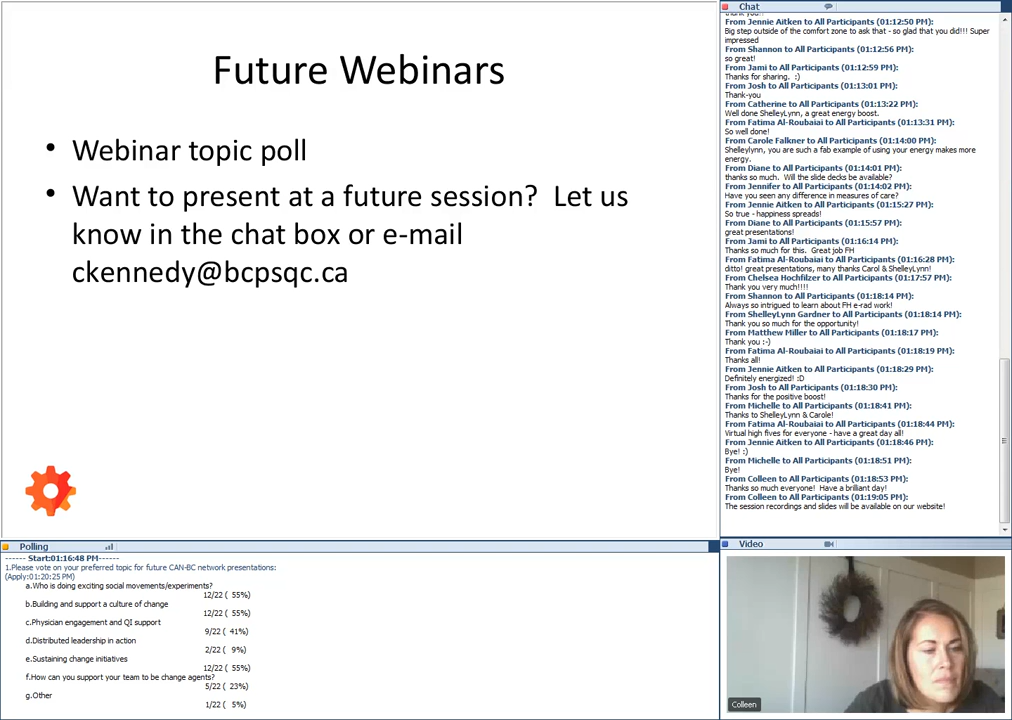 Future Webinars
• Webinar topic poll
• Want to present at a future session?  Let us
know in the chat box or e-mail
ckennedy@bcpsqc.ca
Chat
thank you!!
From Jennie Aitken to All Participants (01:12:50 PM):
Big step outside of the comfort zone to ask that - so glad that you did!!! Super
impressed
From Shannon to All Participants (01:12:56 PM):
so great!
From Jami to All Participants (01:12:59 PM):
Thanks for sharing.  :)
From Josh to All Participants (01:13:01 PM):
Thank-you
From Catherine to All Participants (01:13:22 PM):
Well done ShelleyLynn, a great energy boost.
From Fatima Al-Roubaiai to All Participants (01:13:31 PM):
So well done!
From Carole Falkner to All Participants (01:14:00 PM):
Shelleylynn, you are such a fab example of using your energy makes more
energy.
From Diane to All Participants (01:14:01 PM):
thanks so much.  Will the slide decks be available?
From Jennifer to All Participants (01:14:02 PM):
Have you seen any difference in measures of care?
From Jennie Aitken to All Participants (01:15:27 PM):
So true - happiness spreads!
From Diane to All Participants (01:15:57 PM):
great presentations!
From Jami to All Participants (01:16:14 PM):
Thanks so much for this.  Great job FH
From Fatima Al-Roubaiai to All Participants (01:16:28 PM):
ditto! great presentations, many thanks Carol & ShelleyLynn!
From Chelsea Hochfilzer to All Participants (01:17:57 PM):
Thank you very much!!!!
From Shannon to All Participants (01:18:14 PM):
Always so intrigued to learn about FH e-rad work!
From ShelleyLynn Gardner to All Participants (01:18:14 PM):
Thank you so much for the opportunity!
From Matthew Miller to All Participants (01:18:17 PM):
Thank you :-)
From Fatima Al-Roubaiai to All Participants (01:18:19 PM):
Thanks all!
From Jennie Aitken to All Participants (01:18:29 PM):
Definitely energized! :D
From Josh to All Participants (01:18:30 PM):
Thanks for the positive boost!
From Michelle to All Participants (01:18:41 PM):
Thanks to ShelleyLynn & Carole!
From Fatima Al-Roubaiai to All Participants (01:18:44 PM):
Virtual high fives for everyone - have a great day all!
From Jennie Aitken to All Participants (01:18:46 PM):
Bye! :)
From Michelle to All Participants (01:18:51 PM):
Bye!
From Colleen to All Participants (01:18:53 PM):
Thanks so much everyone!  Have a brilliant day!
From Colleen to All Participants (01:19:05 PM):
The session recordings and slides will be available on our website!
Polling
------ Start:01:16:48 PM------
1.Please vote on your preferred topic for future CAN-BC network presentations:
(Apply:01:20:25 PM)
a.Who is doing exciting social movements/experiments?
12/22 ( 55%)
b.Building and support a culture of change
12/22 ( 55%)
c.Physician engagement and QI support
9/22 ( 41%)
d.Distributed leadership in action
2/22 ( 9%)
e.Sustaining change initiatives
12/22 ( 55%)
f.How can you support your team to be change agents?
5/22 ( 23%)
g.Other
1/22 ( 5%)
Video
Colleen